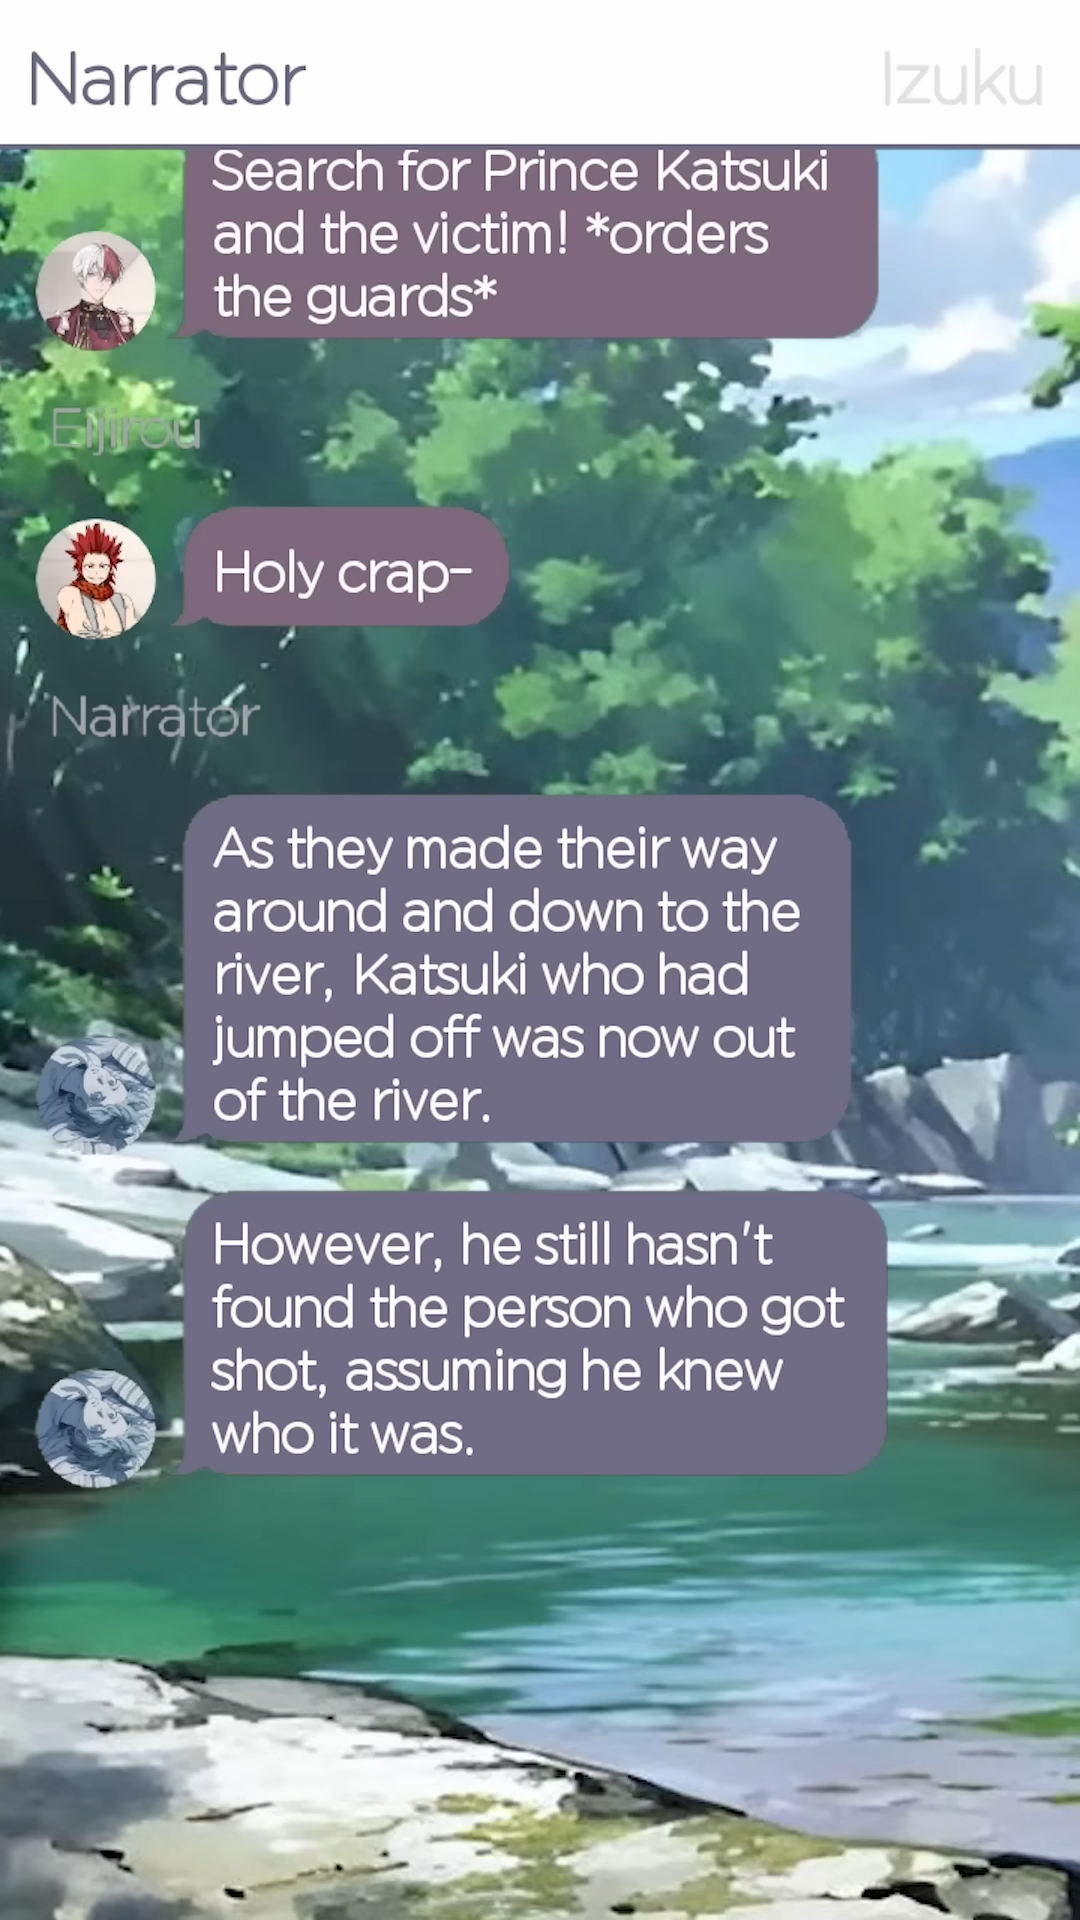 Narrator
Izuku
Search for Prince Katsuki
and the victim! *orders
the guards*
Eijirou
Holy crap-
Narrator
As they made their way
around and down to the
river, Katsuki who had
jumped off was now out
of the river.
However, he still hasn't
found the person who got
shot, assuming he knew
who it was.